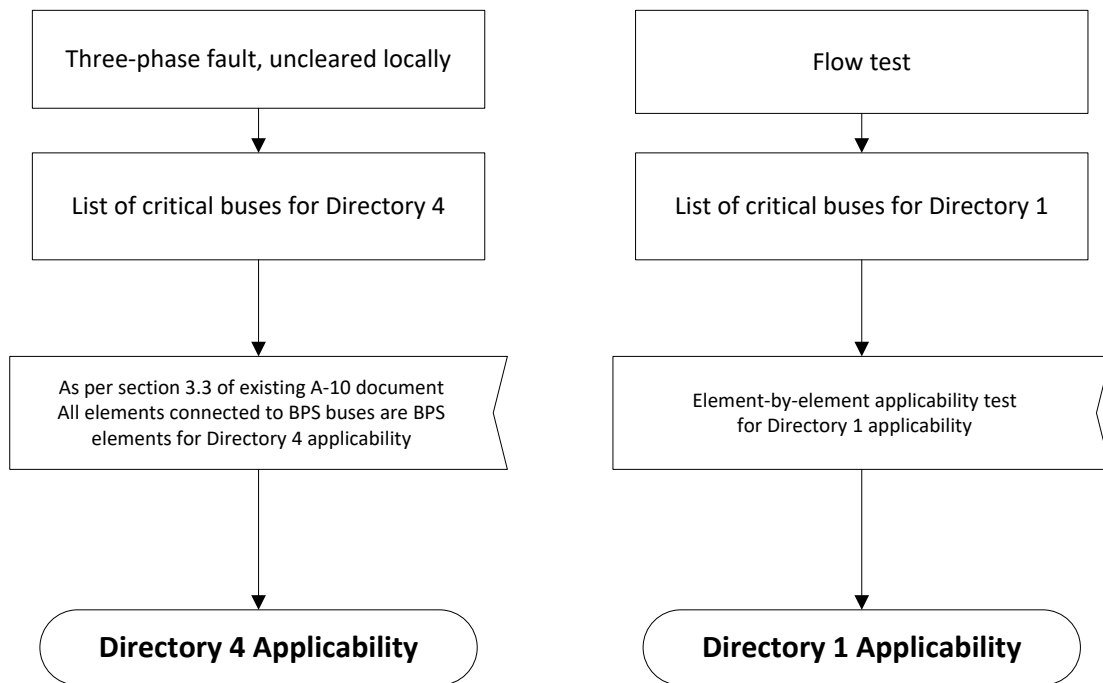 Three-phase fault, uncleared locally
Flow test
List of critical buses for Directory 4
List of critical buses for Directory 1
As per section 3.3 of existing A-10 document
All elements connected to BPS buses are BPS
elements for Directory 4 applicability
Element-by-element applicability test
for Directory 1 applicability
Directory 4 Applicability
Directory 1 Applicability